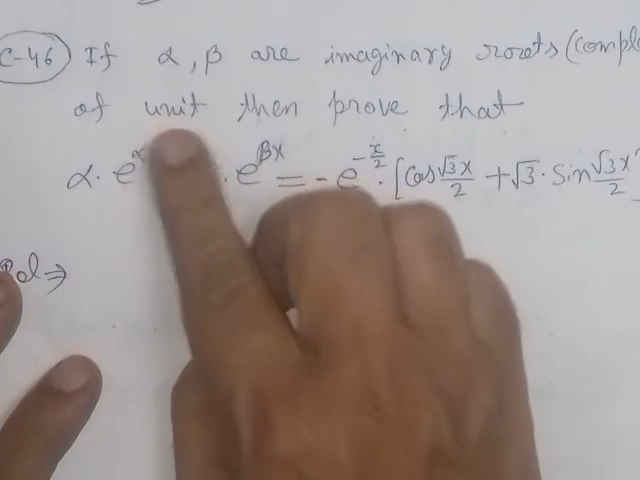 C-46 If α, β are imaginary roots (comple
of unit then prove that
α. e^α .e^βx = - e^-x/2. [Cos √3x/2 + √3. Sin √3x/2]
Sol ⇒